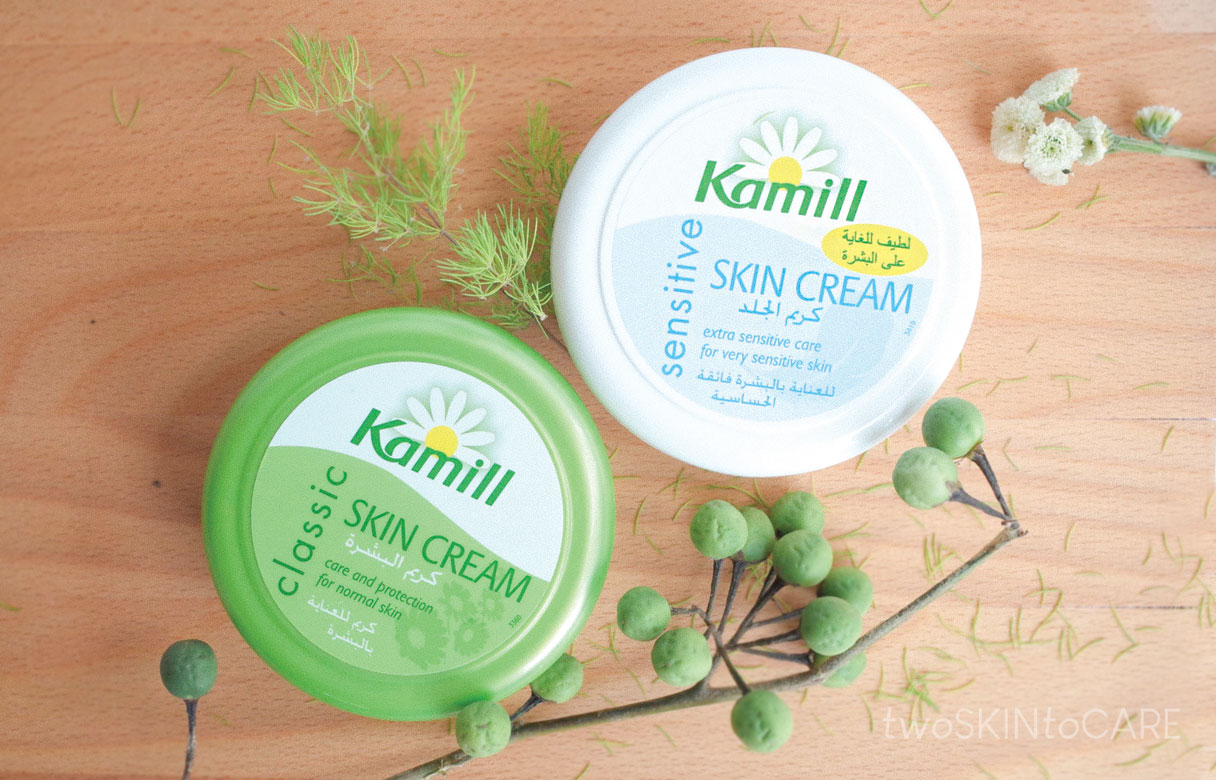 Kamill
sensitive
لطيف للغاية
على البشرة
SKIN CREAM
كريم الجلد
extra sensitive care
for very sensitive skin
للعناية بالبشرة فائقة
الحساسية
Kamill
classic
SKIN CREAM
كريم البشرة
care and protection
for normal skin
كريم للعناية
بالبشرة
twoSKINtoCARE